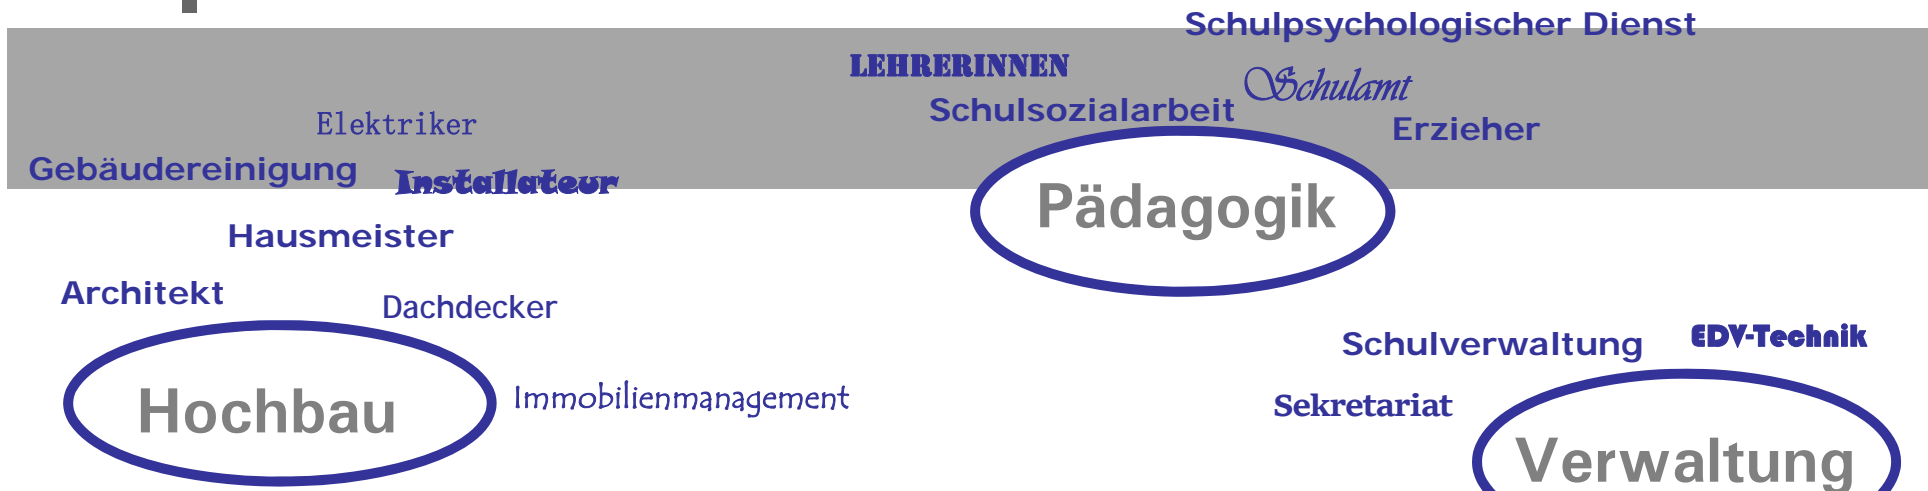 Schulpsychologischer Dienst
LEHRERINNEN
Schulamt
Schulsozialarbeit
Erzieher
Elektriker
Gebäudereinigung
Installateur
Pädagogik
Hausmeister
Architekt
Dachdecker
Schulverwaltung
EDV-Technik
Immobilienmanagement
Sekretariat
Hochbau
Verwaltung